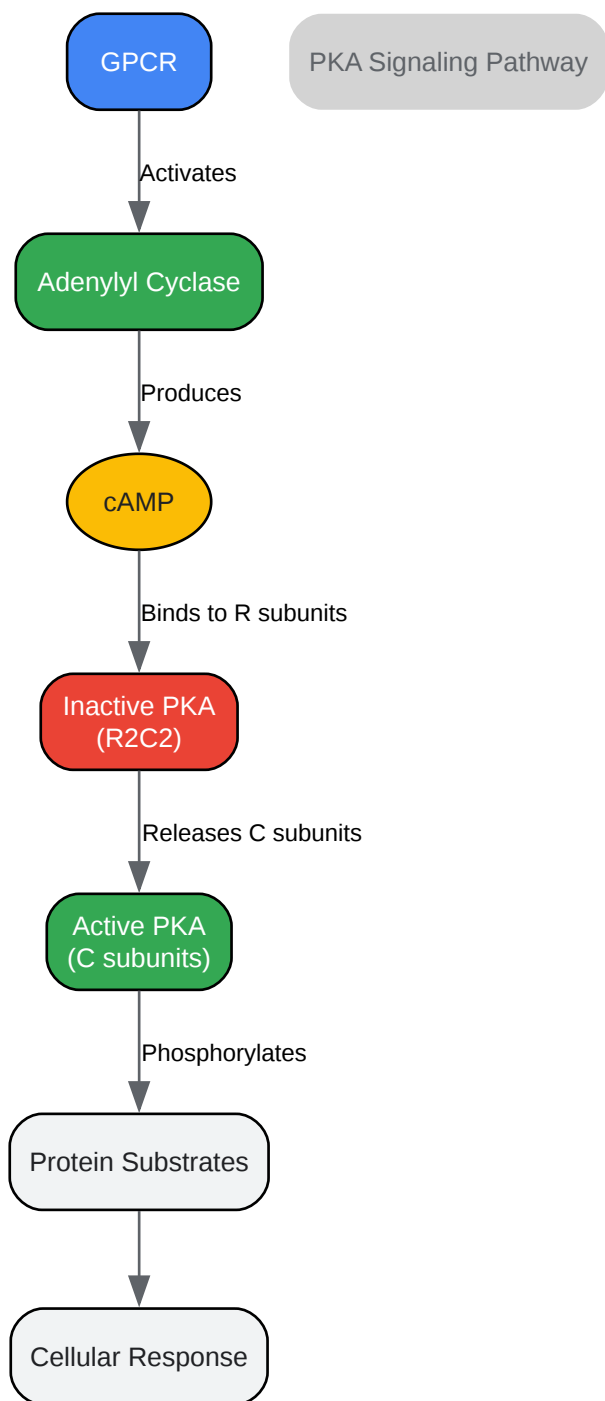 GPCR
PKA Signaling Pathway
Activates
Adenylyl Cyclase
Produces
cAMP
Binds to R subunits
Inactive PKA
(R2C2)
Releases C subunits
Active PKA
(C subunits)
Phosphorylates
Protein Substrates
Cellular Response